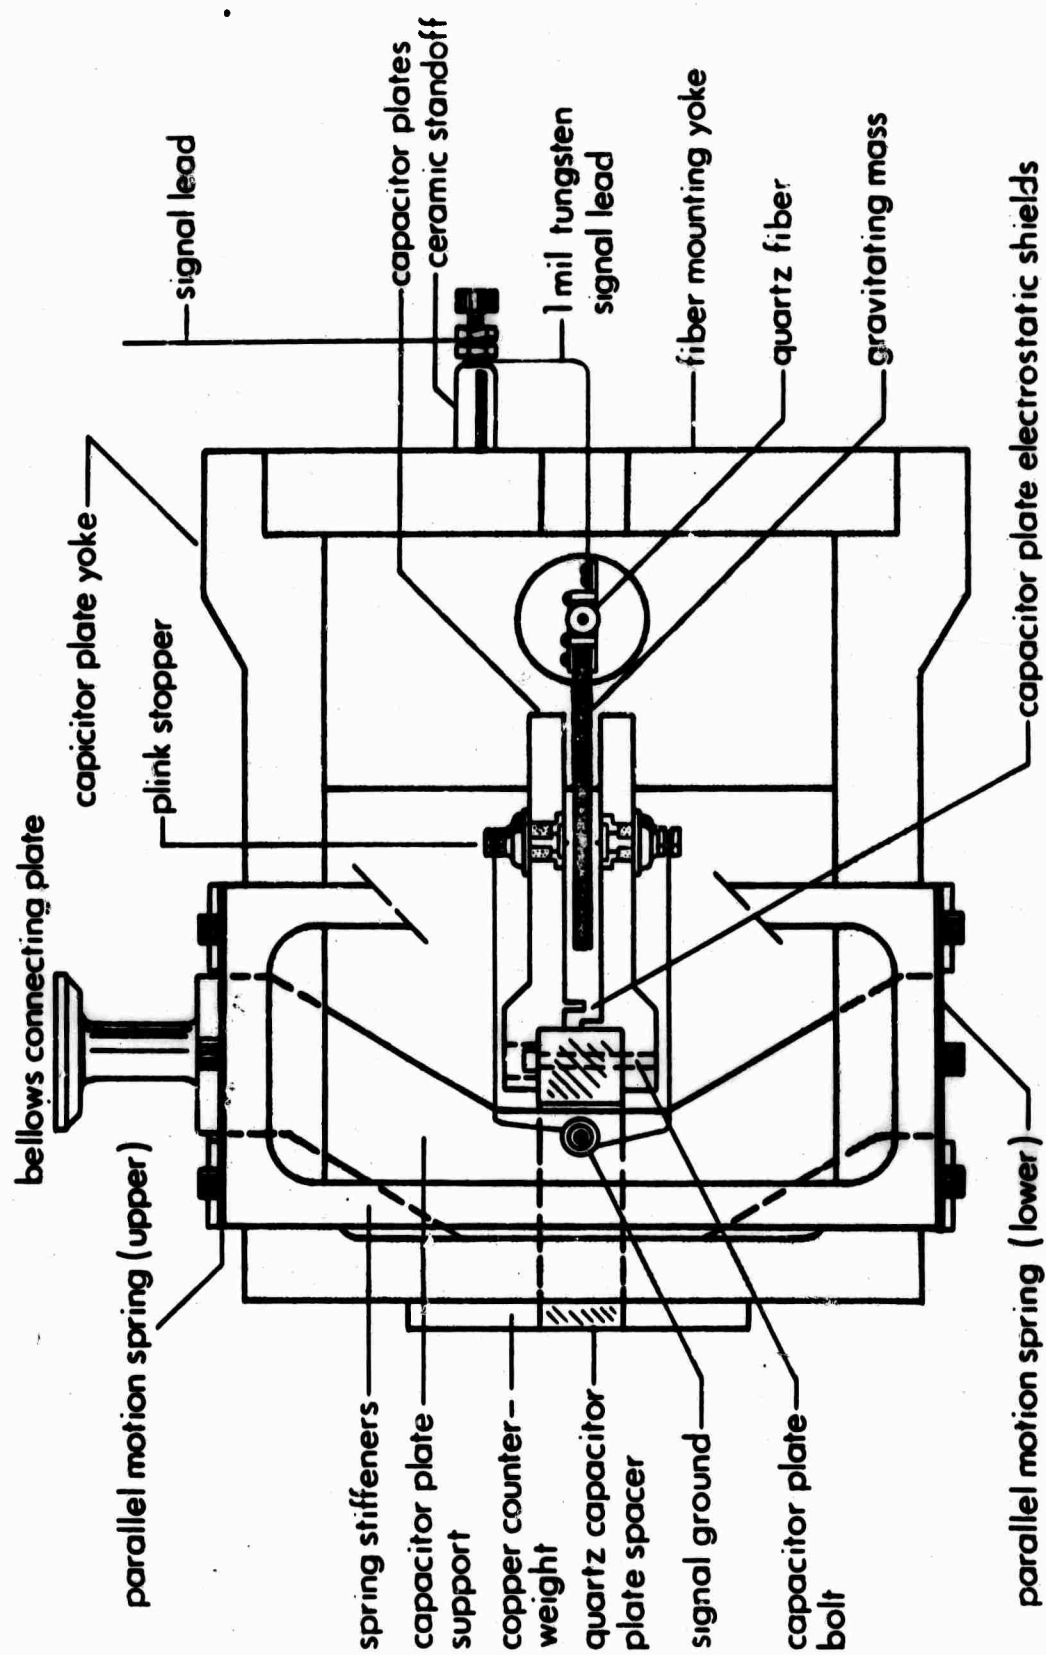 bellows connecting plate
parallel motion spring (upper)
capicitor plate yoke
plink stopper
signal lead
capacitor plates
ceramic standoff
1 mil tungsten
signal lead
fiber mounting yoke
quartz fiber
gravitating mass
capacitor plate electrostatic shields
spring stiffeners
capacitor plate
support
copper counter
weight
quartz capacitor
plate spacer
signal ground
capacitor plate
bolt
parallel motion spring (lower)